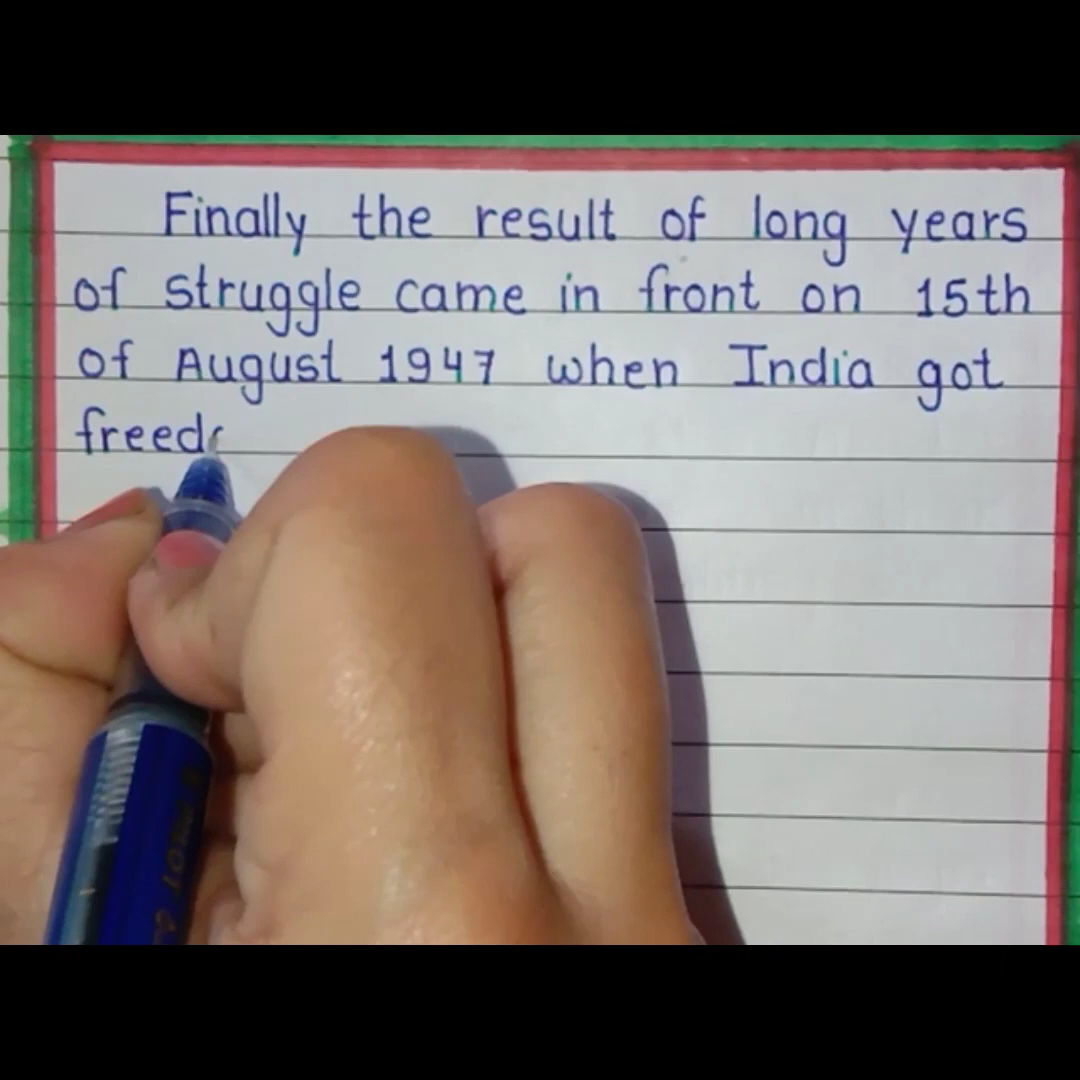 Finally the result of long years
of struggle came in front on 15th
of August 1947 when India got
freed